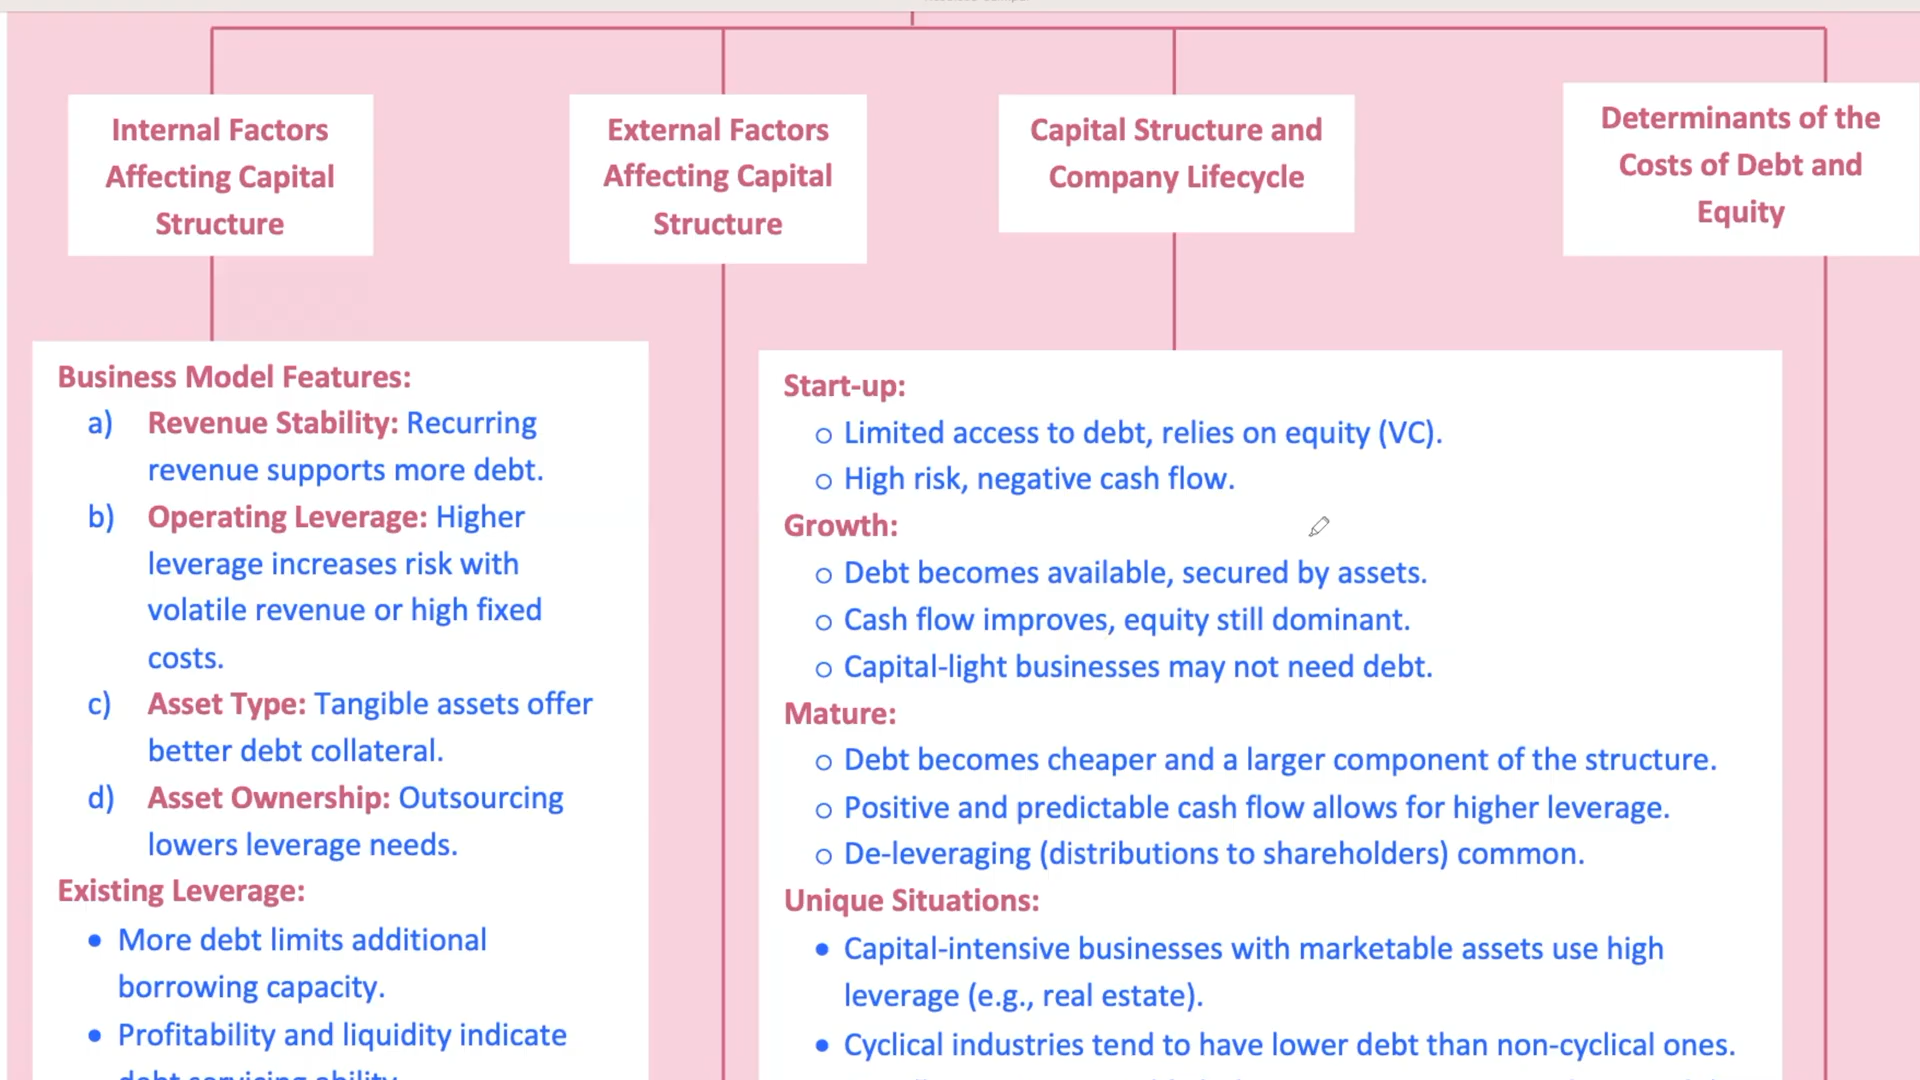 Internal Factors
Affecting Capital
Structure
External Factors
Affecting Capital
Structure
Capital Structure and
Company Lifecycle
Determinants of the
Costs of Debt and
Equity
Business Model Features:
a) Revenue Stability: Recurring
revenue supports more debt.
b) Operating Leverage: Higher
leverage increases risk with
volatile revenue or high fixed
costs.
c) Asset Type: Tangible assets offer
better debt collateral.
d) Asset Ownership: Outsourcing
lowers leverage needs.
Existing Leverage:
• More debt limits additional
borrowing capacity.
• Profitability and liquidity indicate
debt servicing ability.
Start-up:
o Limited access to debt, relies on equity (VC).
o High risk, negative cash flow.
Growth:
o Debt becomes available, secured by assets.
o Cash flow improves, equity still dominant.
o Capital-light businesses may not need debt.
Mature:
o Debt becomes cheaper and a larger component of the structure.
o Positive and predictable cash flow allows for higher leverage.
o De-leveraging (distributions to shareholders) common.
Unique Situations:
• Capital-intensive businesses with marketable assets use high
leverage (e.g., real estate).
• Cyclical industries tend to have lower debt than non-cyclical ones.